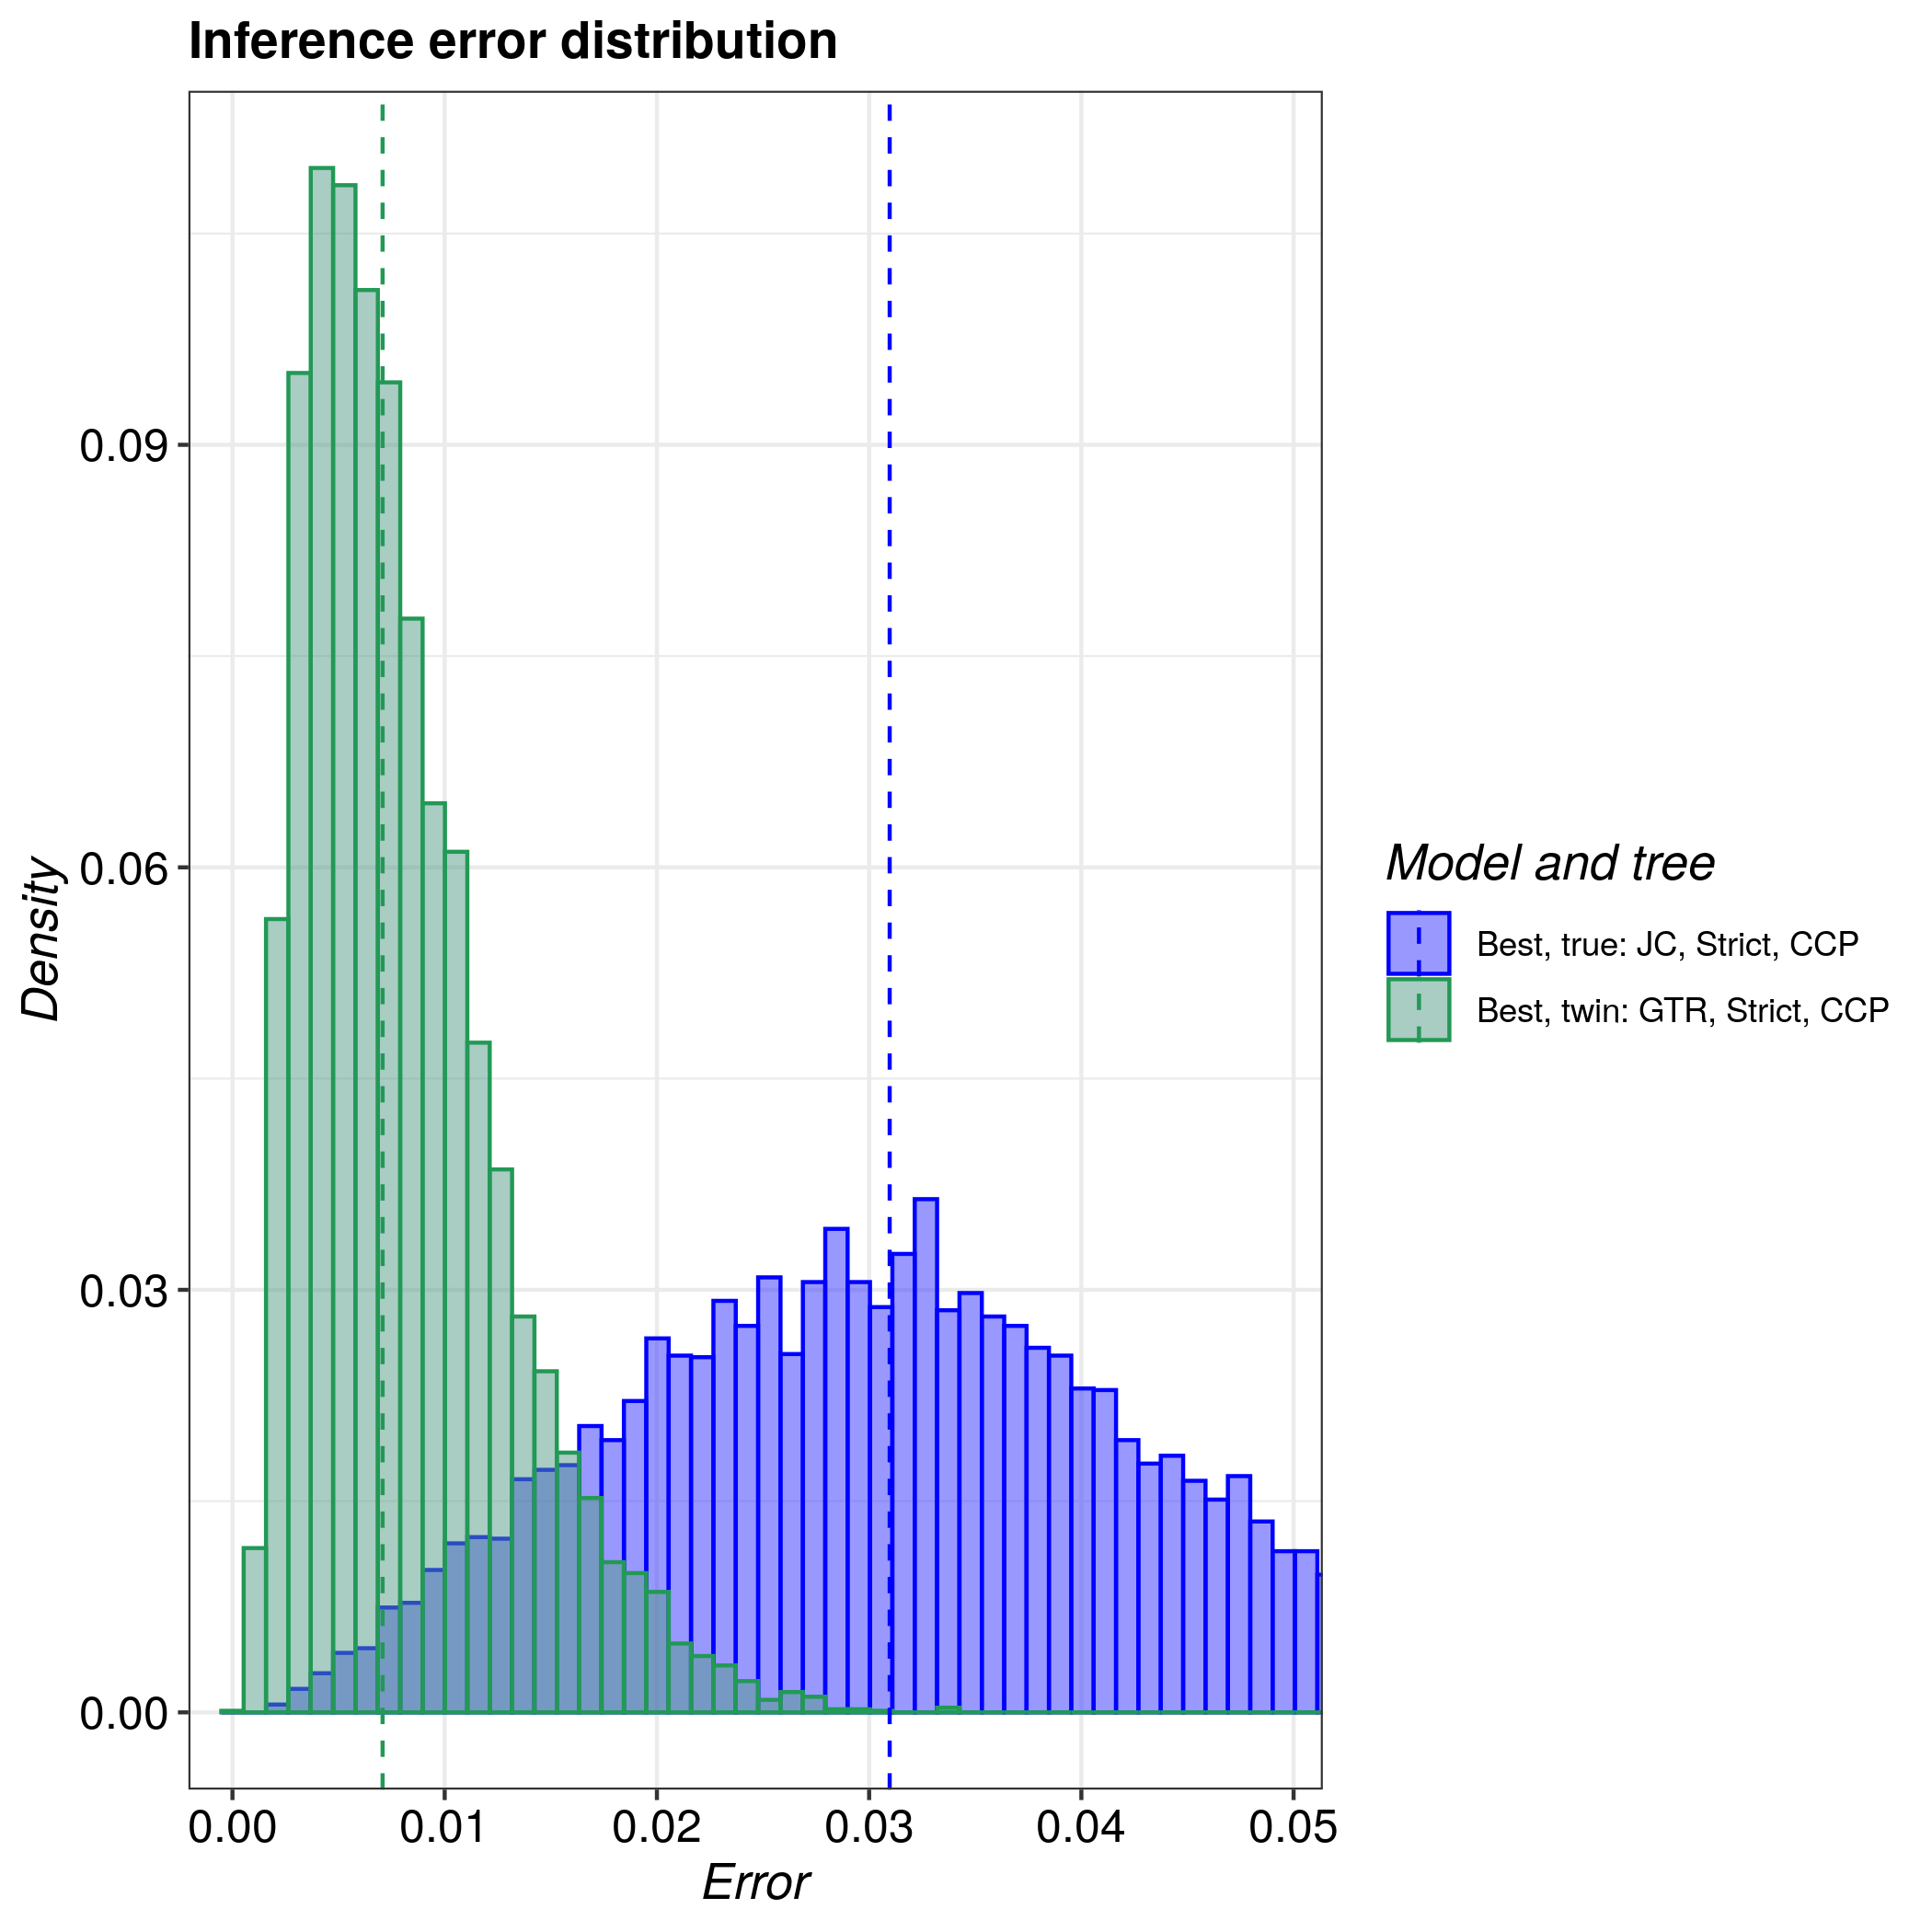 Inference error distribution
0.09
0.06
0.03
0.00
Density
0.00 0.01 0.02 0.03 0.04 0.05
Error
Model and tree
Best, true: JC, Strict, CCP
Best, twin: GTR, Strict, CCP